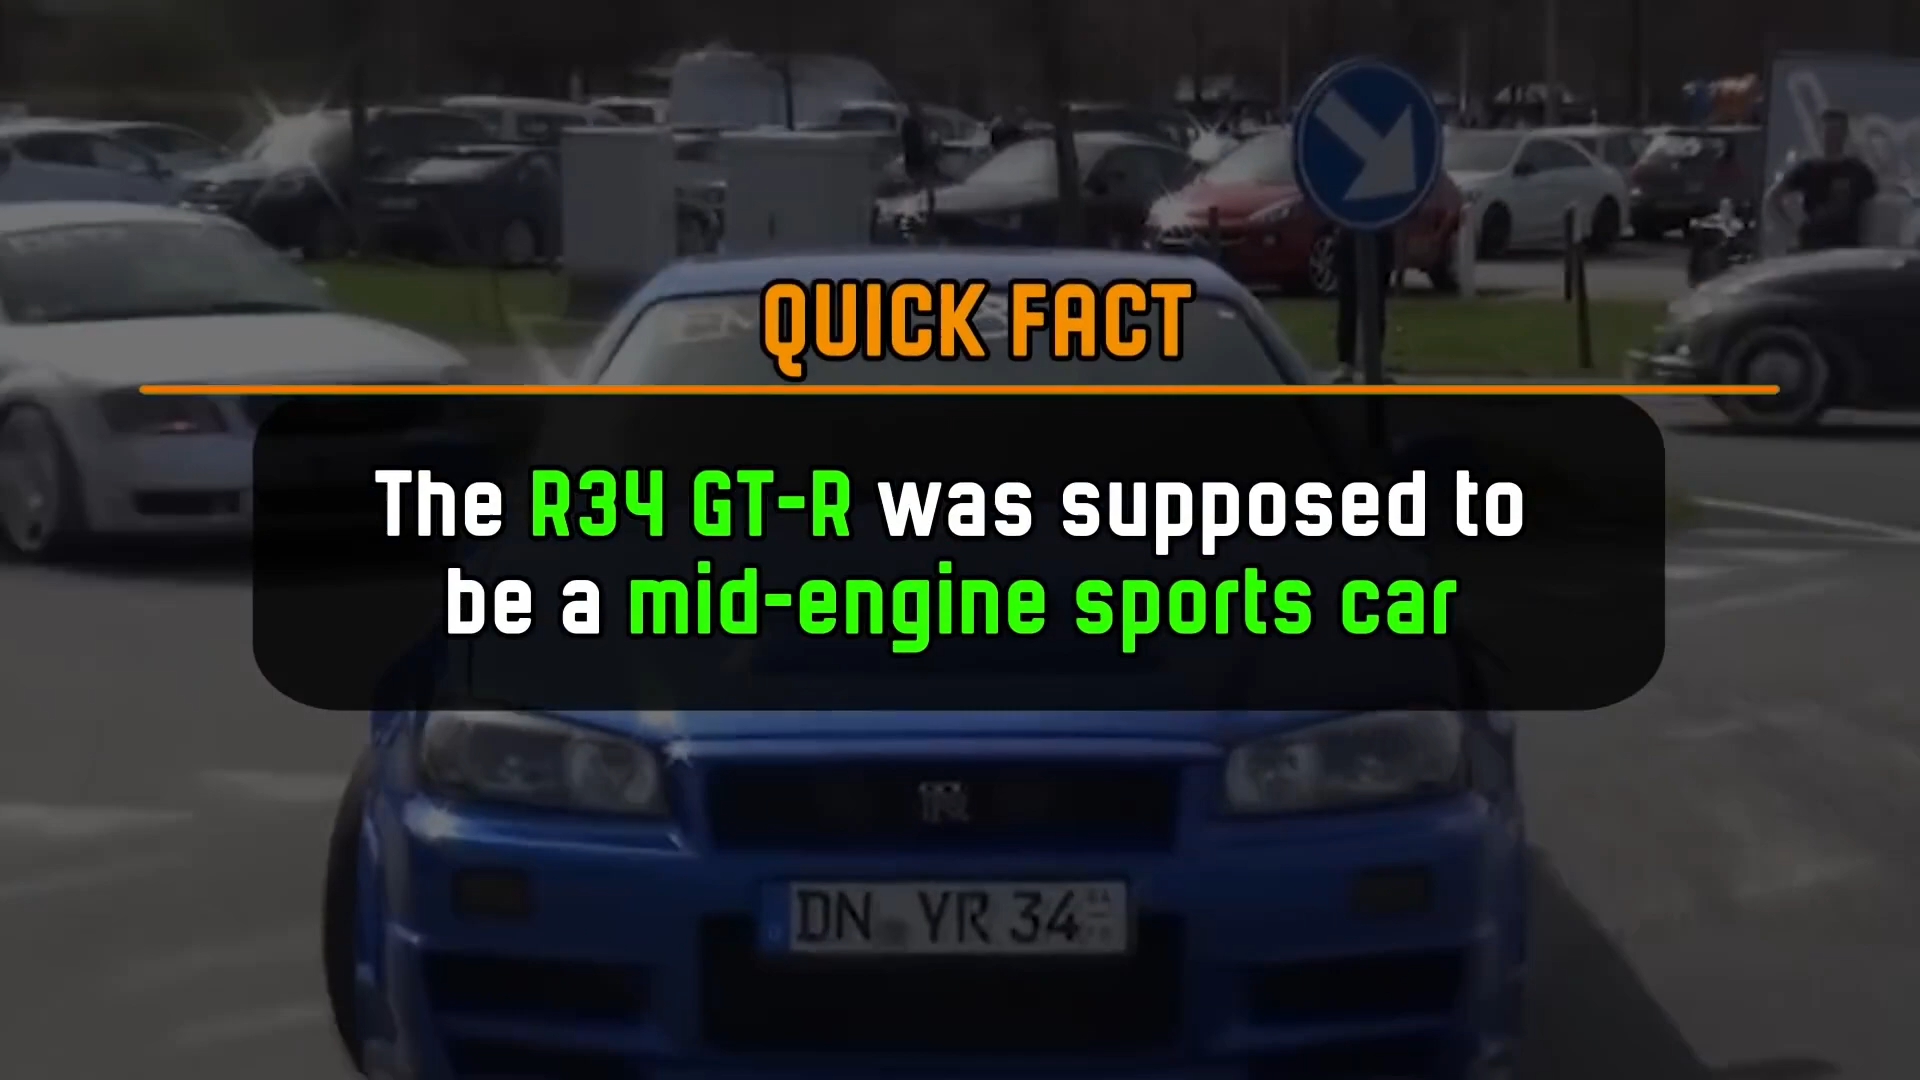 QUICK FACT
The R34 GT-R was supposed to
be a mid-engine sports car
DN YR 34